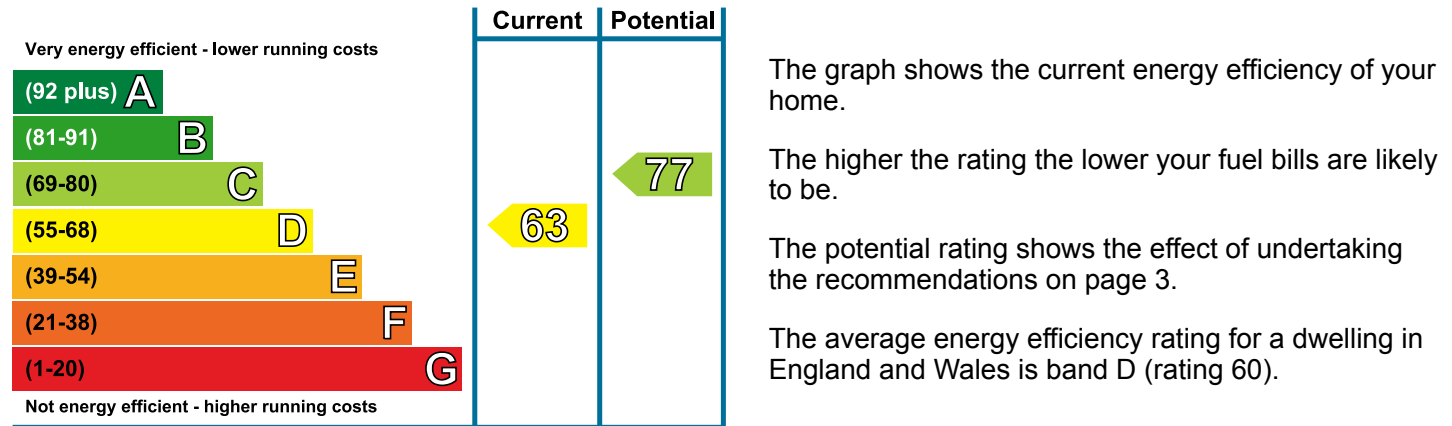 Current Potential
Very energy efficient - lower running costs
(92 plus) A
(81-91) B
(69-80) C
(55-68) D
(39-54) E
(21-38) F
(1-20) G
Not energy efficient - higher running costs
63
77
The graph shows the current energy efficiency of your
home.
The higher the rating the lower your fuel bills are likely
to be.
The potential rating shows the effect of undertaking
the recommendations on page 3.
The average energy efficiency rating for a dwelling in
England and Wales is band D (rating 60).